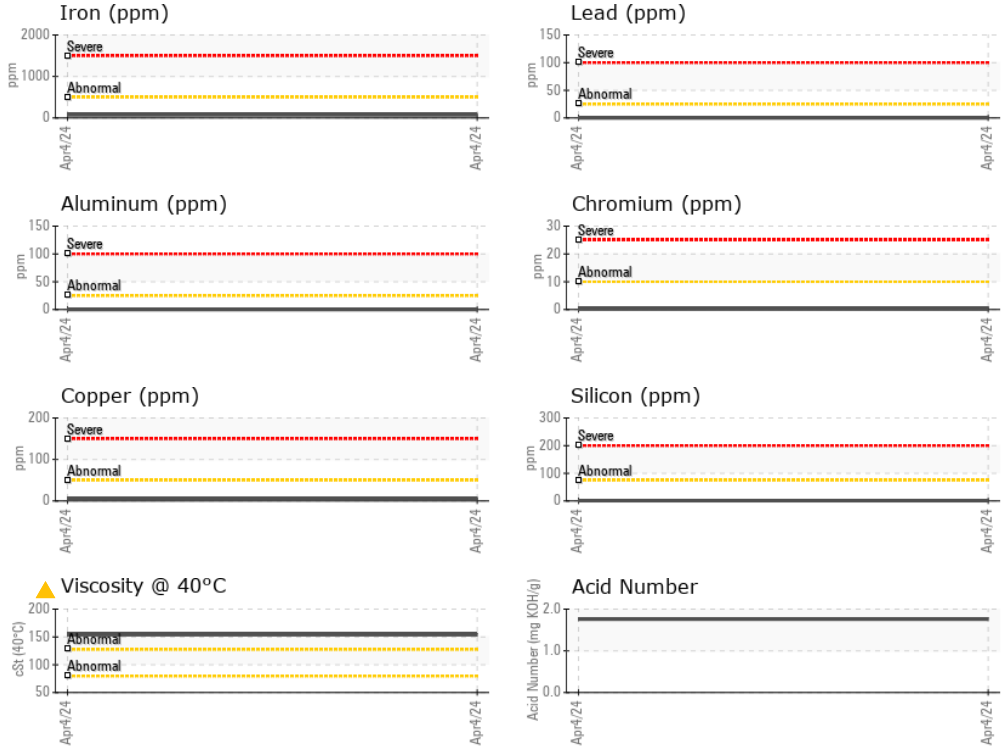 Iron (ppm)
2000
1000
0
ppm
Severe
Abnormal
Apr4/24
Apr4/24
Lead (ppm)
150
100
50
0
ppm
Severe
Abnormal
Apr4/24
Apr4/24
Aluminum (ppm)
150
100
50
0
ppm
Severe
Abnormal
Apr4/24
Apr4/24
Chromium (ppm)
30
20
10
0
ppm
Severe
Abnormal
Apr4/24
Apr4/24
Copper (ppm)
200
100
0
ppm
Severe
Abnormal
Apr4/24
Apr4/24
Silicon (ppm)
300
200
100
0
ppm
Severe
Abnormal
Apr4/24
Apr4/24
Viscosity @ 40°C
200
150
100
50
cSt (40°C)
Abnormal
Abnormal
Apr4/24
Apr4/24
Acid Number
2.0
1.0
0.0
Acid Number (mg KOH/g)
Apr4/24
Apr4/24